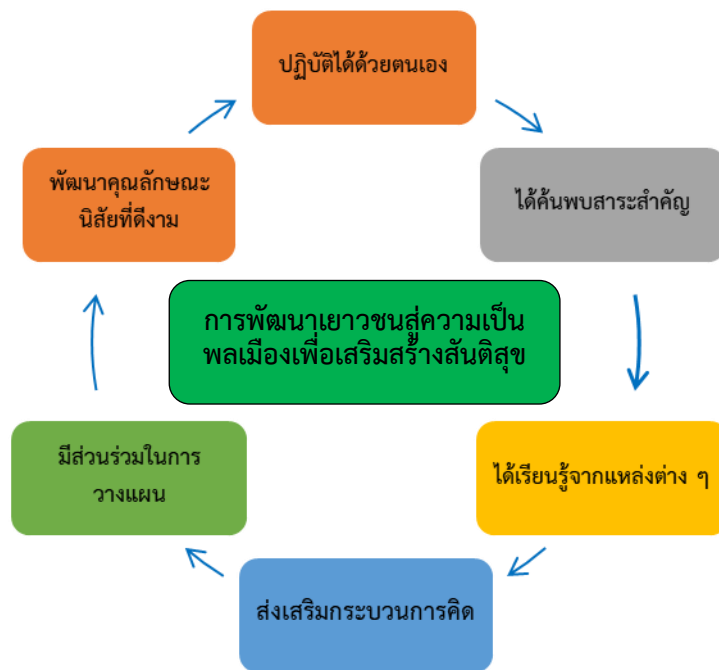 ปฏิบัติได้ด้วยตนเอง
พัฒนาคุณลักษณะ
นิสัยที่ดีงาม
ได้ค้นพบสาระสำคัญ
การพัฒนาเยาวชนสู่ความเป็น
พลเมืองเพื่อเสริมสร้างสันติสุข
มีส่วนร่วมในการ
วางแผน
ได้เรียนรู้จากแหล่งต่าง ๆ
ส่งเสริมกระบวนการคิด